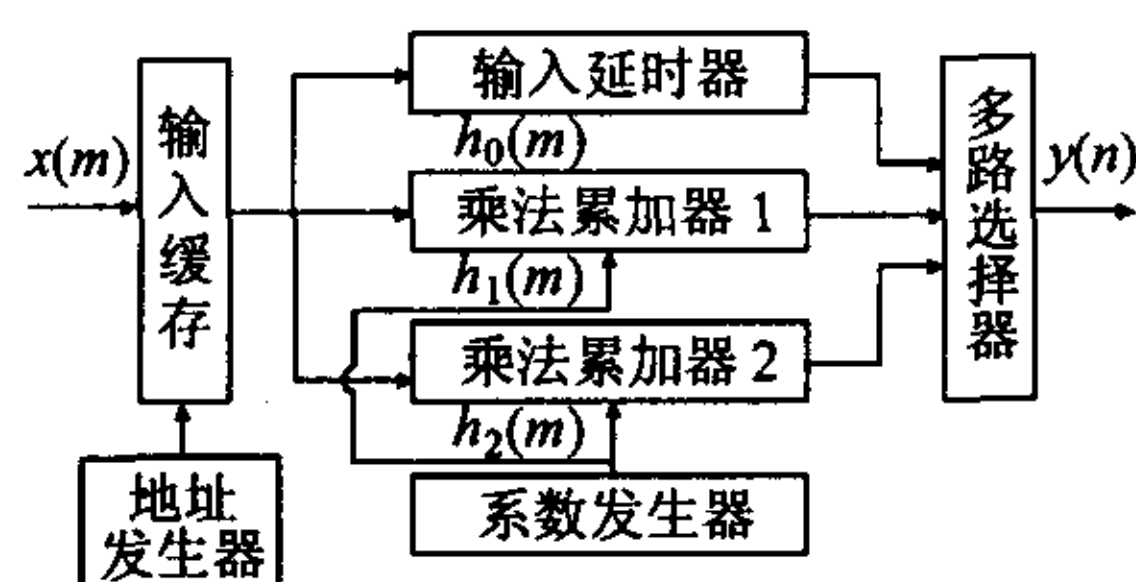 x(m)
输入缓存
地址
发生器
输入延时器
h₀(m)
乘法累加器 1
h₁(m)
乘法累加器 2
h₂(m)
系数发生器
多路选择器
y(n)